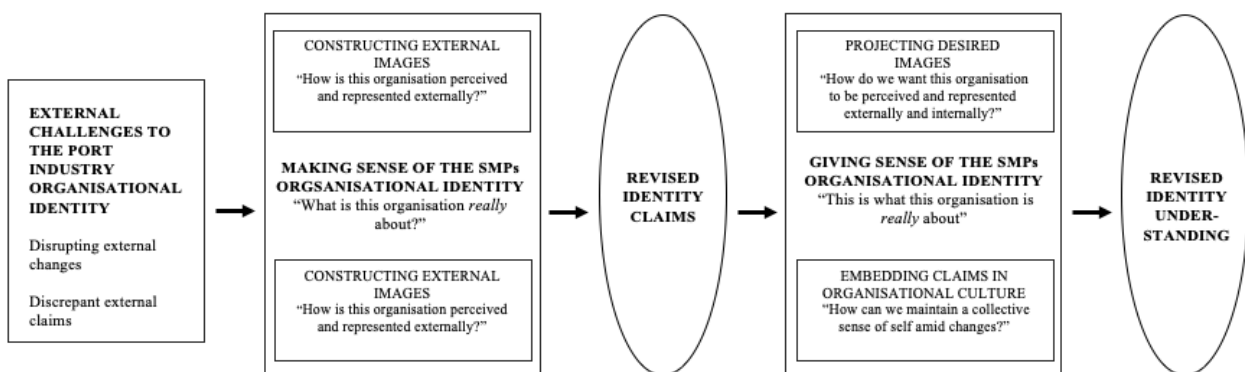 EXTERNAL
CHALLENGES TO
THE PORT
INDUSTRY
ORGANISATIONAL
IDENTITY
Disrupting external
changes
Discrepant external
claims
CONSTRUCTING EXTERNAL
IMAGES
“How is this organisation perceived
and represented externally?”
MAKING SENSE OF THE SMPs
ORGSANISATIONAL IDENTITY
“What is this organisation really
about?”
CONSTRUCTING EXTERNAL
IMAGES
“How is this organisation perceived
and represented externally?”
REVISED
IDENTITY
CLAIMS
PROJECTING DESIRED
IMAGES
“How do we want this organisation
to be perceived and represented
externally and internally?”
GIVING SENSE OF THE SMPs
ORGANISATIONAL IDENTITY
“This is what this organisation is
really about”
EMBEDDING CLAIMS IN
ORGANISATIONAL CULTURE
“How can we maintain a collective
sense of self amid changes?”
REVISED
IDENTITY
UNDER-
STANDING